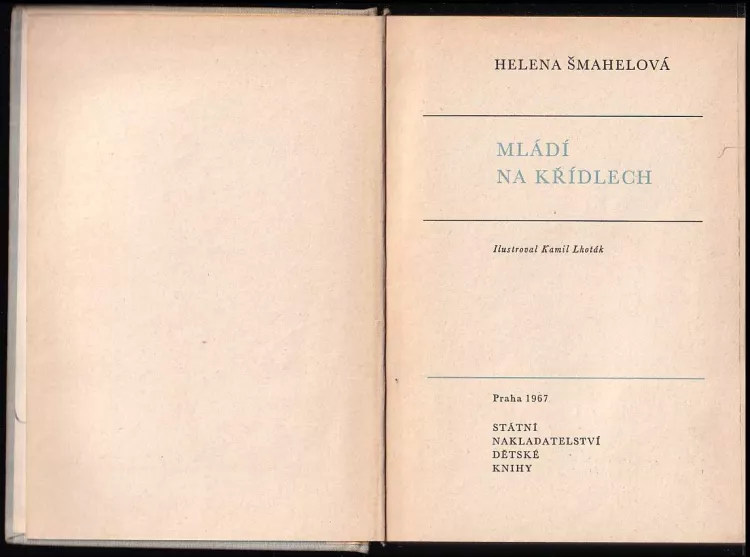 HELENA ŠMAHELOVÁ
MLÁDÍ
NA KŘÍDLECH
Ilustroval Kamil Lhoták
Praha 1967
STÁTNÍ
NAKLADATELSTVÍ
DĚTSKÉ
KNIHY